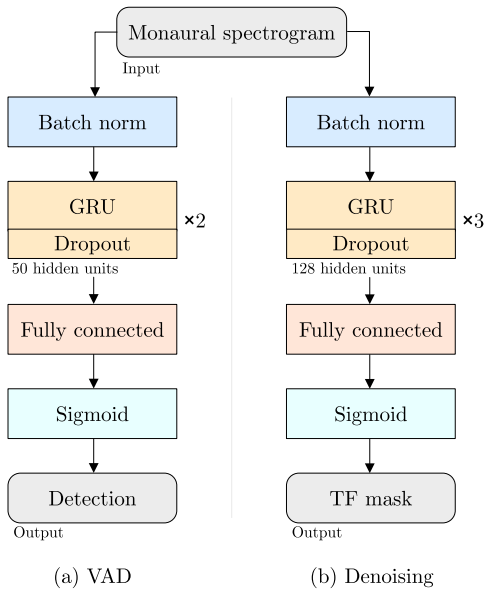 Monaural spectrogram
Input
Batch norm
GRU
Dropout
×2
50 hidden units
Fully connected
Sigmoid
Detection
Output
(a) VAD
Batch norm
GRU
Dropout
×3
128 hidden units
Fully connected
Sigmoid
TF mask
Output
(b) Denoising